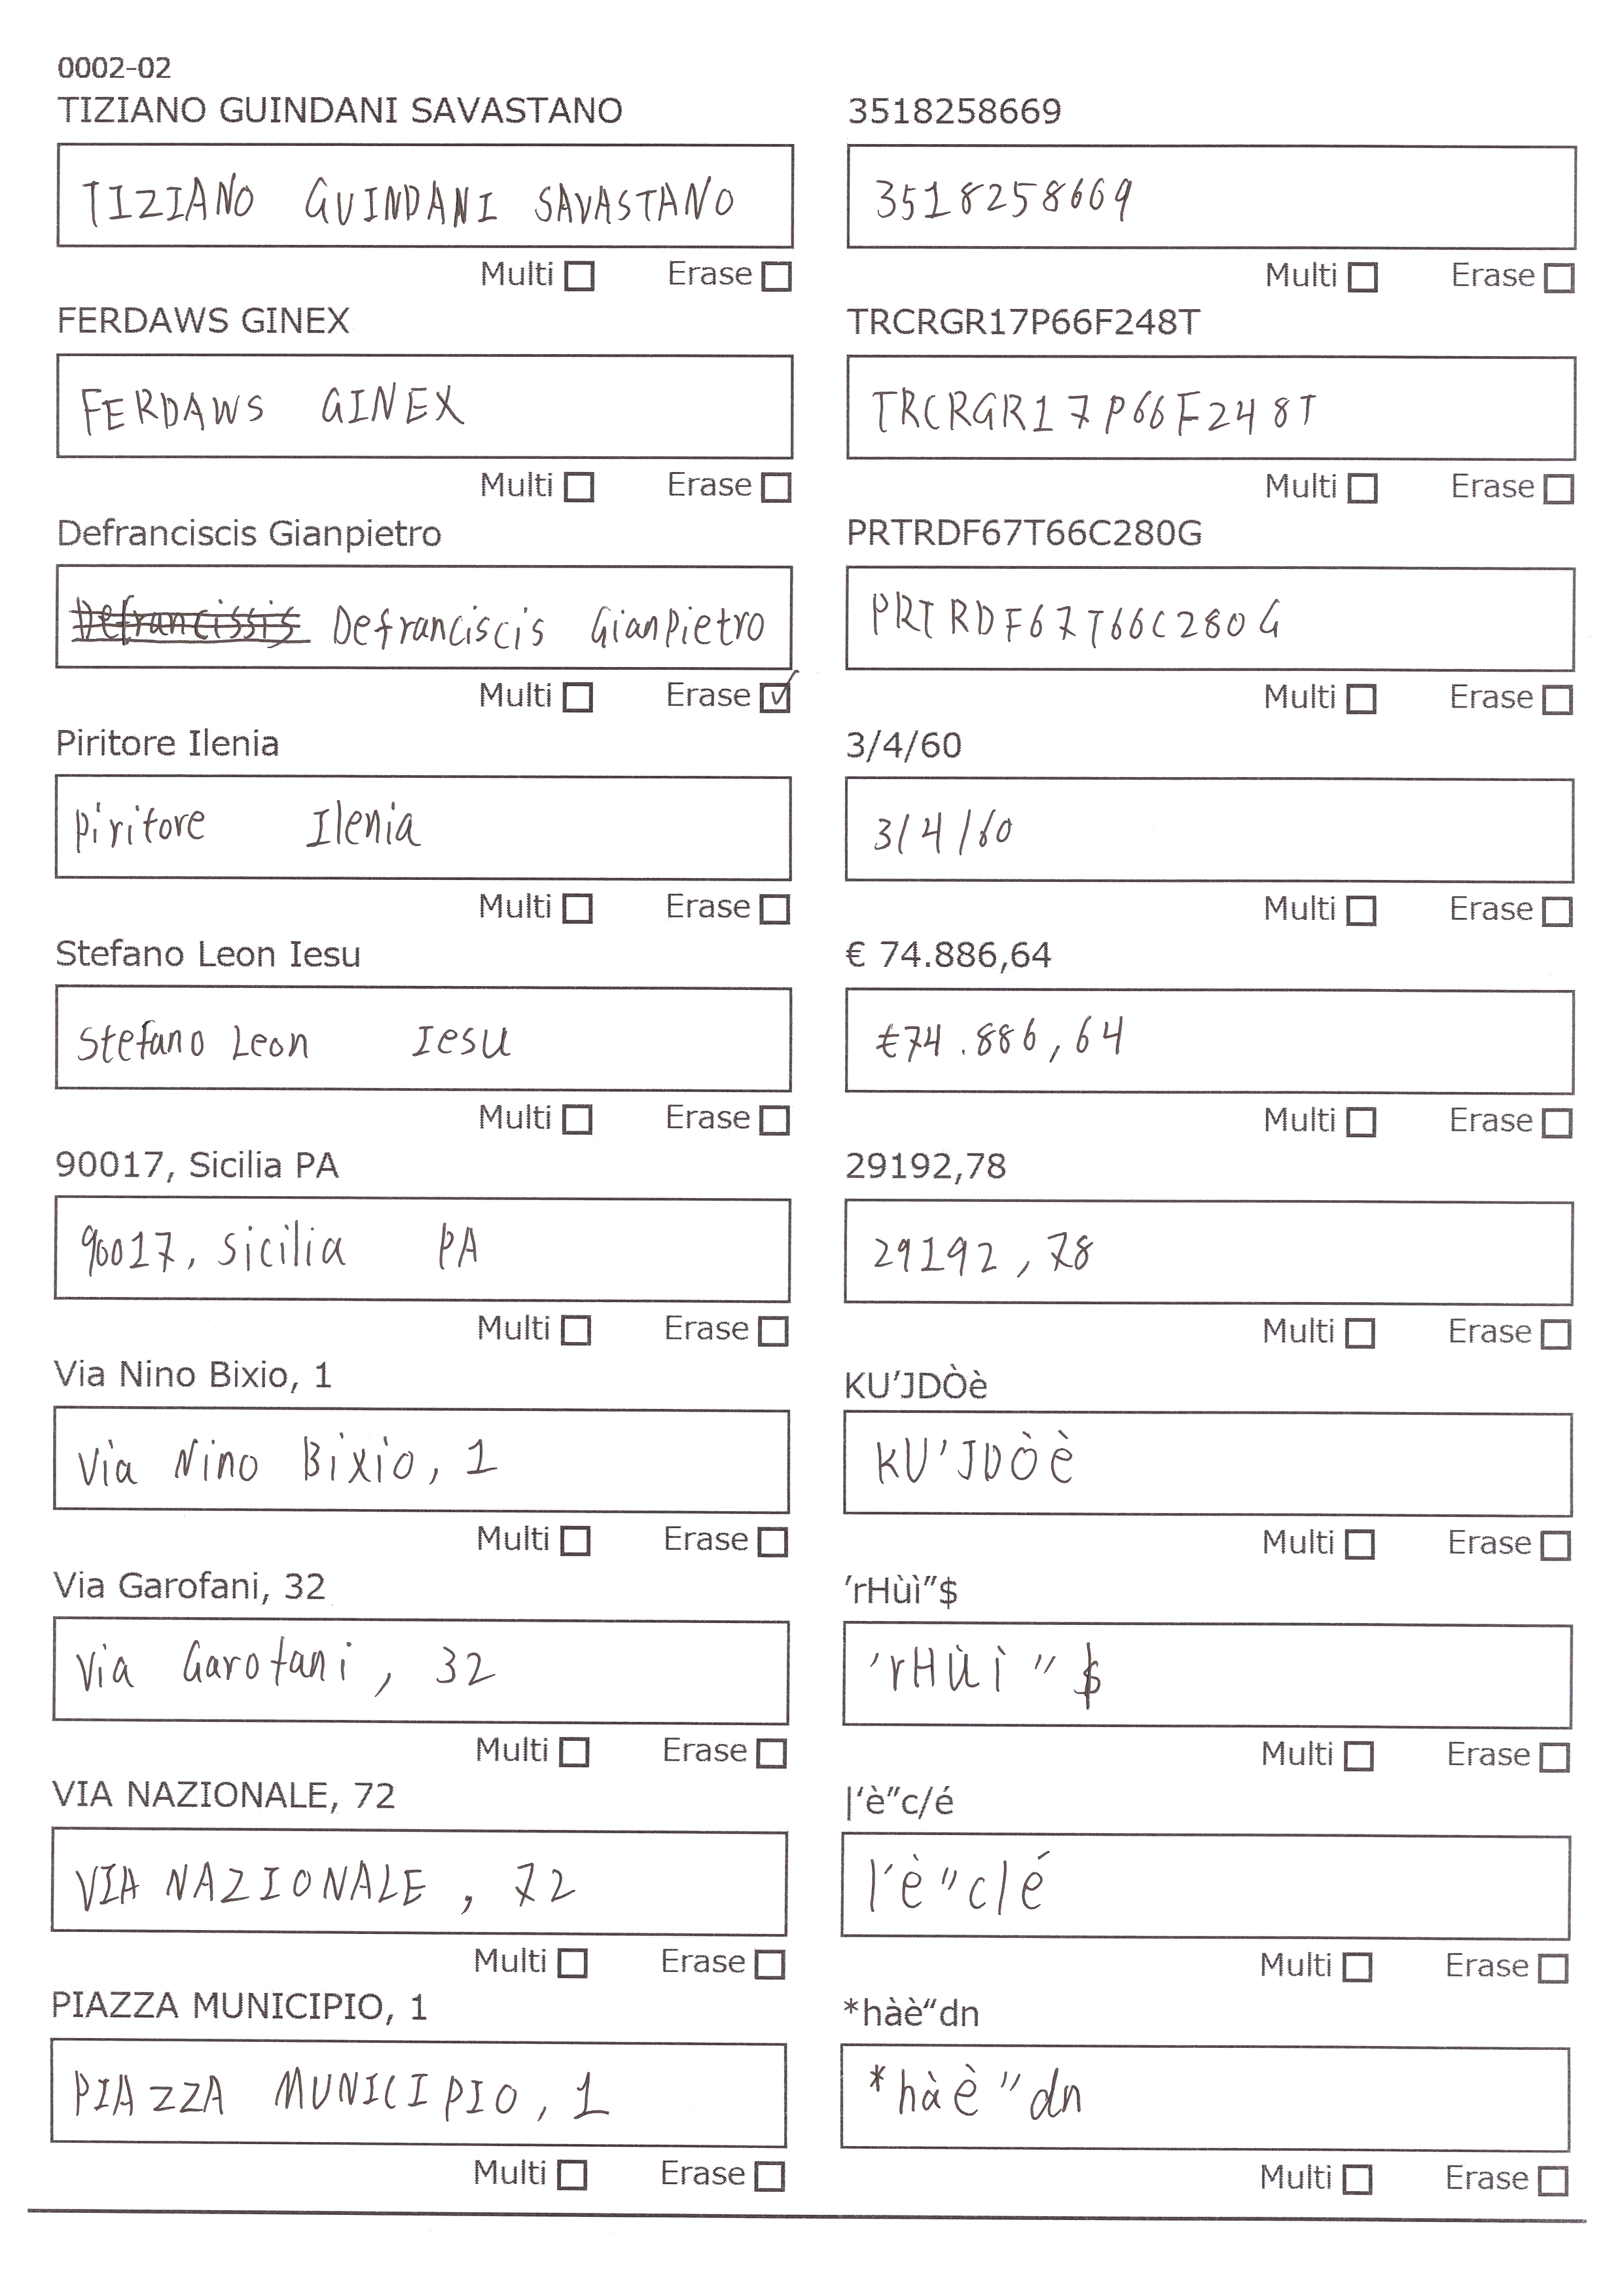 0002-02
TIZIANO GUINDANI SAVASTANO
TIZIANO GUINDANI SAVASTANO
Multi Erase
FERDAWS GINEX
FERDAWS GINEX
Multi Erase
Defranciscis Gianpietro
Defrancissis Defranciscis GianPietro
Multi Erase
Piritore Ilenia
Piritore Ilenia
Multi Erase
Stefano Leon Iesu
Stefano Leon Iesu
Multi Erase
90017, Sicilia PA
90017, Sicilia PA
Multi Erase
Via Nino Bixio, 1
Via Nino Bixio, 1
Multi Erase
Via Garofani, 32
Via Garofani, 32
Multi Erase
VIA NAZIONALE, 72
VIA NAZIONALE, 72
Multi Erase
PIAZZA MUNICIPIO, 1
PIAZZA MUNICIPIO, 1
Multi Erase
3518258669
3518258669
Multi Erase
TRCRGR17P66F248T
TRCRGR17P66F248T
Multi Erase
PRTRDF67T66C280G
PRTRDF67T66C280G
Multi Erase
3/4/60
3/4/60
Multi Erase
€ 74.886,64
€74.886,64
Multi Erase
29192,78
29192,78
Multi Erase
KU’JDÒè
KU'JDÒè
Multi Erase
’rHùì”$
'rHùì"$
Multi Erase
|‘è”c/é
|'è"c/é
Multi Erase
*hàè“dn
*hàè"dn
Multi Erase